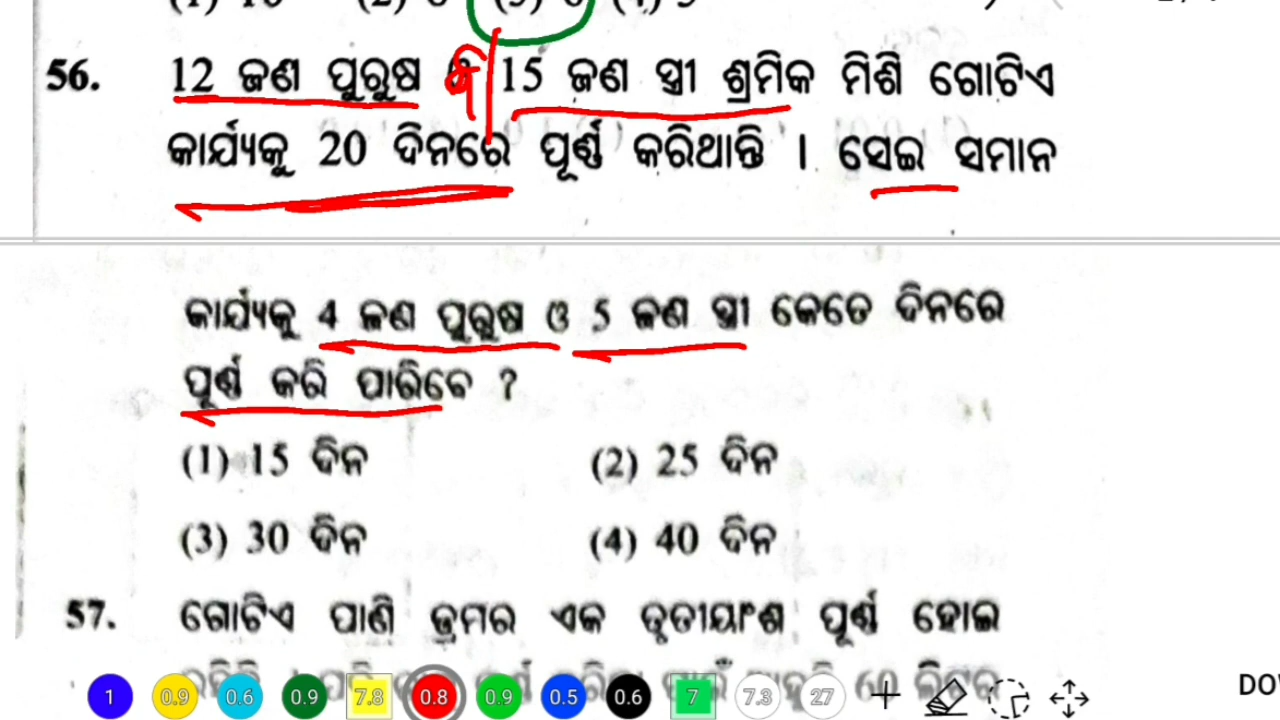 56. 12 ଜଣ ପୁରୁଷ 15 ଜଣ ସ୍ତ୍ରୀ ଶ୍ରମିକ ମିଶି ଗୋଟିଏ
କାର୍ଯ୍ୟକୁ 20 ଦିନରେ ପୂର୍ଣ୍ଣ କରିଥାନ୍ତି । ସେଇ ସମାନ
କାର୍ଯ୍ୟକୁ 4 ଜଣ ପୁରୁଷ ଓ 5 ଜଣ ସ୍ତ୍ରୀ କେତେ ଦିନରେ
ପୂର୍ଣ୍ଣ କରି ପାରିବେ ?
(1) 15 ଦିନ (2) 25 ଦିନ
(3) 30 ଦିନ (4) 40 ଦିନ
57. ଗୋଟିଏ ପାଣି ଡ୍ରମର ଏକ ତୃତୀୟାଂଶ ପୂର୍ଣ୍ଣ ହୋଇ
1 0.9 0.6 0.9 7.8 0.8 0.9 0.5 0.6 7 7.3 27